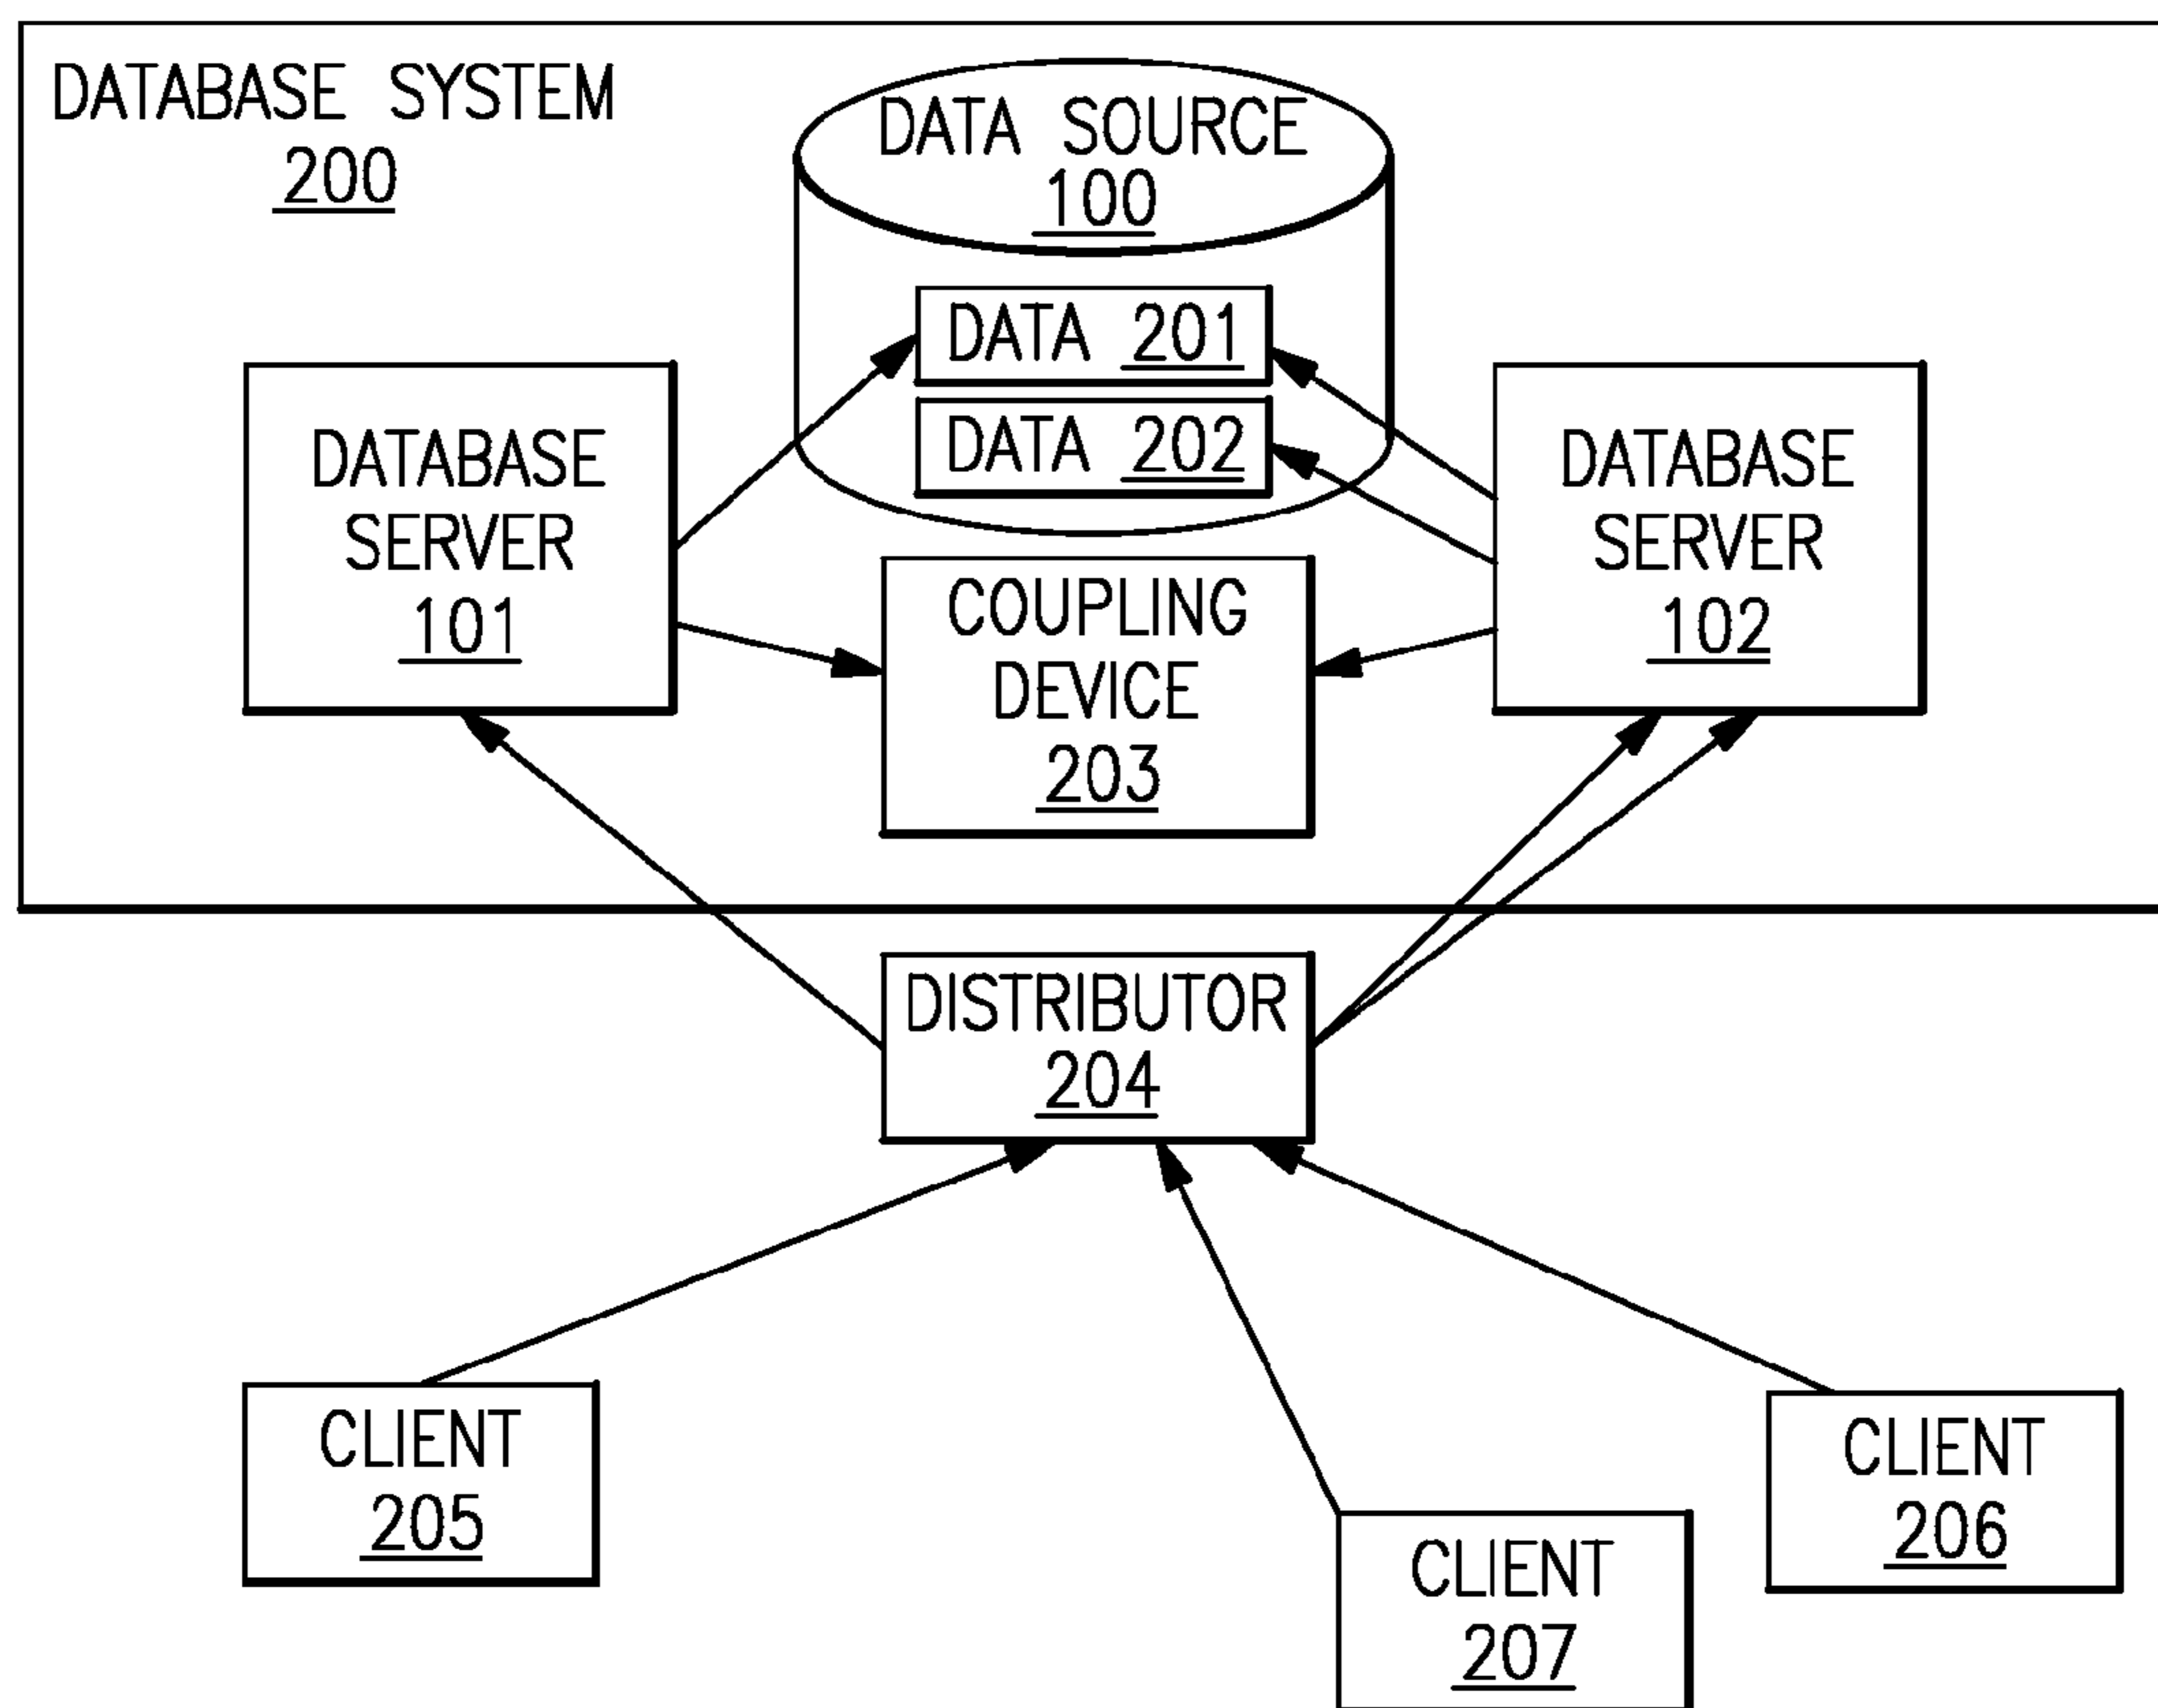 DATABASE SYSTEM
200
DATA SOURCE
100
DATA 201
DATA 202
DATABASE
SERVER
101
COUPLING
DEVICE
203
DATABASE
SERVER
102
DISTRIBUTOR
204
CLIENT
205
CLIENT
207
CLIENT
206